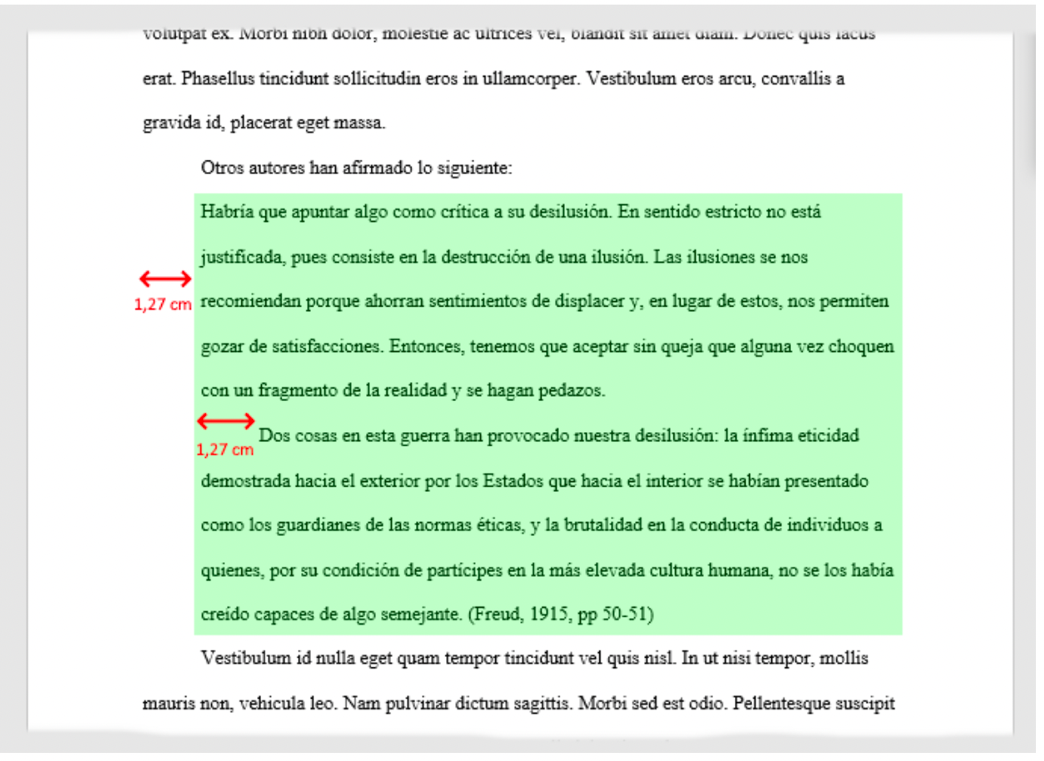 volutpat ex. Morbi nibh dolor, molestie ac ultrices vel, blandit sit amet diam. Donec quis lacus
erat. Phasellus tincidunt sollicitudin eros in ullamcorper. Vestibulum eros arcu, convallis a
gravida id, placerat eget massa.
Otros autores han afirmado lo siguiente:
Habría que apuntar algo como crítica a su desilusión. En sentido estricto no está
justificada, pues consiste en la destrucción de una ilusión. Las ilusiones se nos
1,27 cm
recomiendan porque ahorran sentimientos de displacer y, en lugar de estos, nos permiten
gozar de satisfacciones. Entonces, tenemos que aceptar sin queja que alguna vez choquen
con un fragmento de la realidad y se hagan pedazos.
1,27 cm
Dos cosas en esta guerra han provocado nuestra desilusión: la ínfima eticidad
demostrada hacia el exterior por los Estados que hacia el interior se habían presentado
como los guardianes de las normas éticas, y la brutalidad en la conducta de individuos a
quienes, por su condición de partícipes en la más elevada cultura humana, no se los había
creído capaces de algo semejante. (Freud, 1915, pp 50-51)
Vestibulum id nulla eget quam tempor tincidunt vel quis nisl. In ut nisi tempor, mollis
mauris non, vehicula leo. Nam pulvinar dictum sagittis. Morbi sed est odio. Pellentesque suscipit